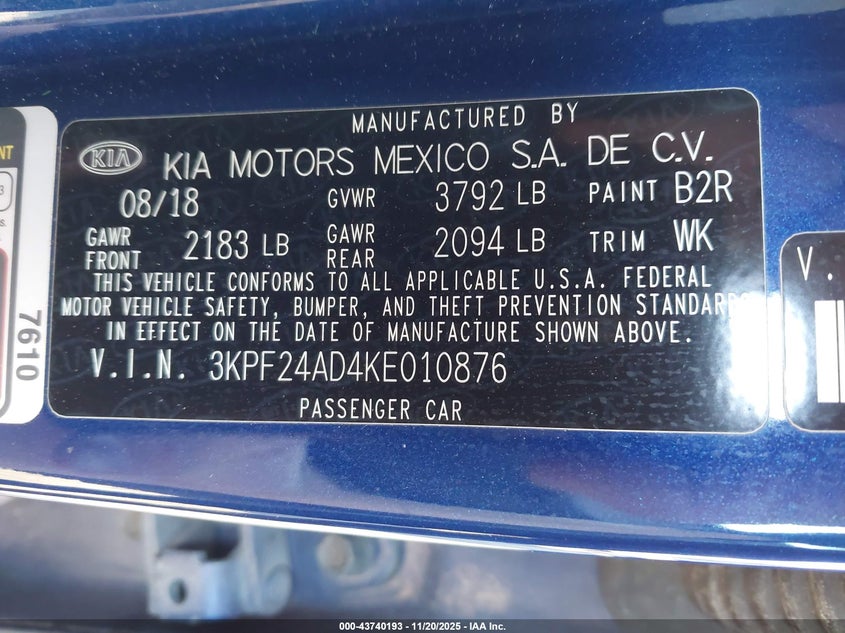 MANUFACTURED BY
KIA KIA MOTORS MEXICO S.A. DE C.V.
08/18 GVWR 3792 LB PAINT B2R
GAWR FRONT 2183 LB GAWR REAR 2094 LB TRIM WK
THIS VEHICLE CONFORMS TO ALL APPLICABLE U.S.A. FEDERAL
MOTOR VEHICLE SAFETY, BUMPER, AND THEFT PREVENTION STANDARDS
IN EFFECT ON THE DATE OF MANUFACTURE SHOWN ABOVE.
V.I.N. 3KPF24AD4KE010876
PASSENGER CAR
NT
3
s.
7610
V.
000-43740193 - 11/20/2025 - IAA Inc.